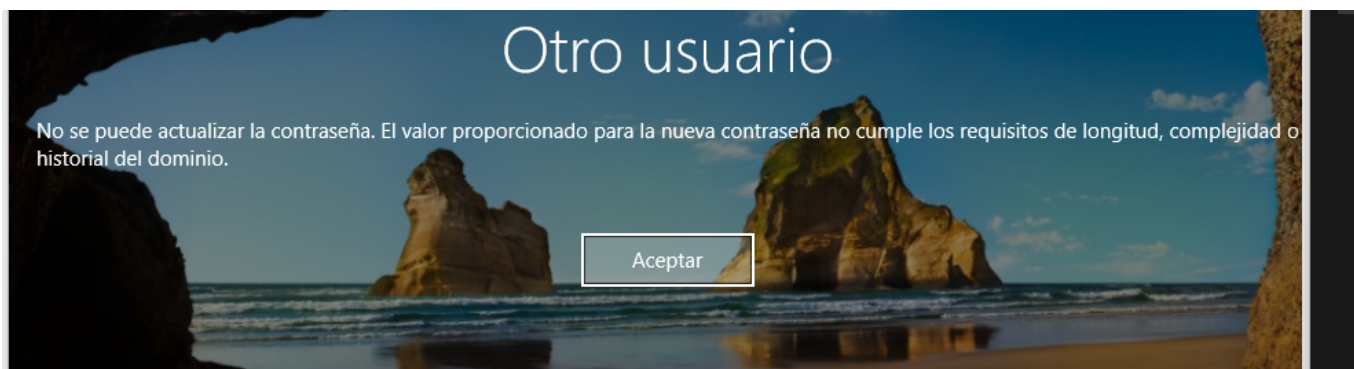 Otro usuario
No se puede actualizar la contraseña. El valor proporcionado para la nueva contraseña no cumple los requisitos de longitud, complejidad o
historial del dominio.
Aceptar